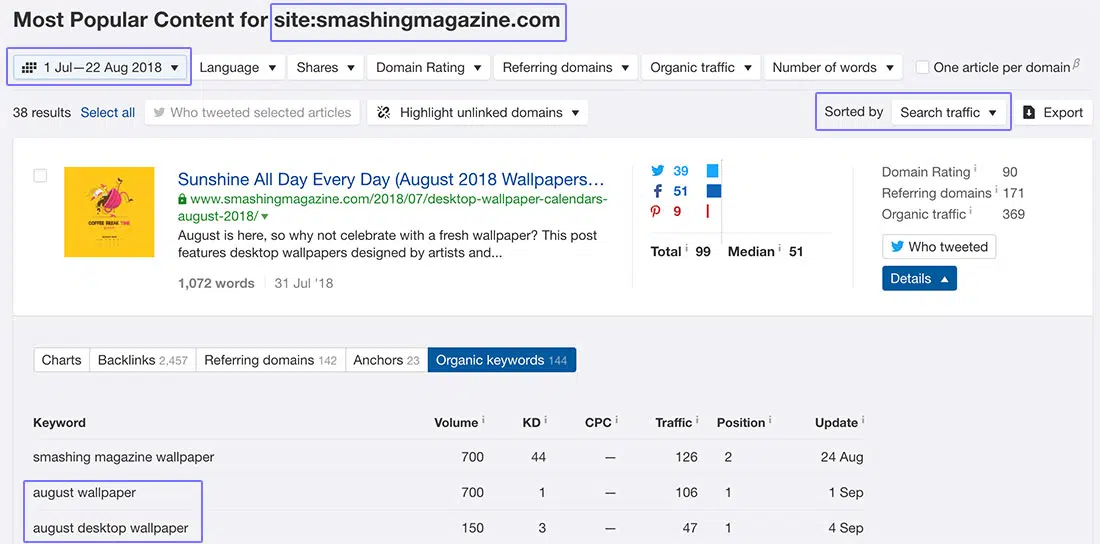 Most Popular Content for site:smashingmagazine.com
1 Jul—22 Aug 2018 Language Shares Domain Rating Referring domains Organic traffic Number of words One article per domain β
38 results Select all Who tweeted selected articles Highlight unlinked domains Sorted by Search traffic Export
Sunshine All Day Every Day (August 2018 Wallpapers…
www.smashingmagazine.com/2018/07/desktop-wallpaper-calendars-
august-2018/
August is here, so why not celebrate with a fresh wallpaper? This post
features desktop wallpapers designed by artists and...
1,072 words 31 Jul '18
COFFEE BREAK TIME
39
51
9
Total i 99 Median i 51
Domain Rating i 90
Referring domains i 171
Organic traffic i 369
Who tweeted
Details
Charts Backlinks 2,457 Referring domains 142 Anchors 23 Organic keywords 144
Keyword Volume i KD i CPC i Traffic i Position i Update i
smashing magazine wallpaper 700 44 — 126 2 24 Aug
august wallpaper 700 1 — 106 1 1 Sep
august desktop wallpaper 150 3 — 47 1 4 Sep